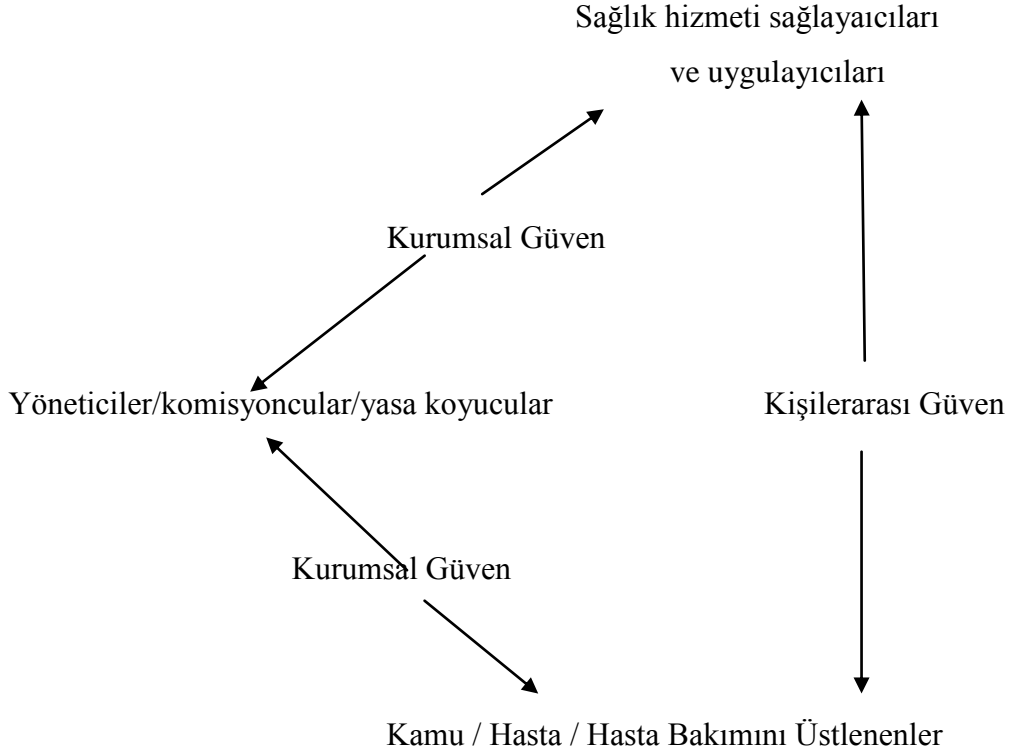 Sağlık hizmeti sağlayaıcıları
ve uygulayıcıları
Kurumsal Güven
Yöneticiler/komisyoncular/yasa koyucular
Kişilerarası Güven
Kurumsal Güven
Kamu / Hasta / Hasta Bakımını Üstlenenler